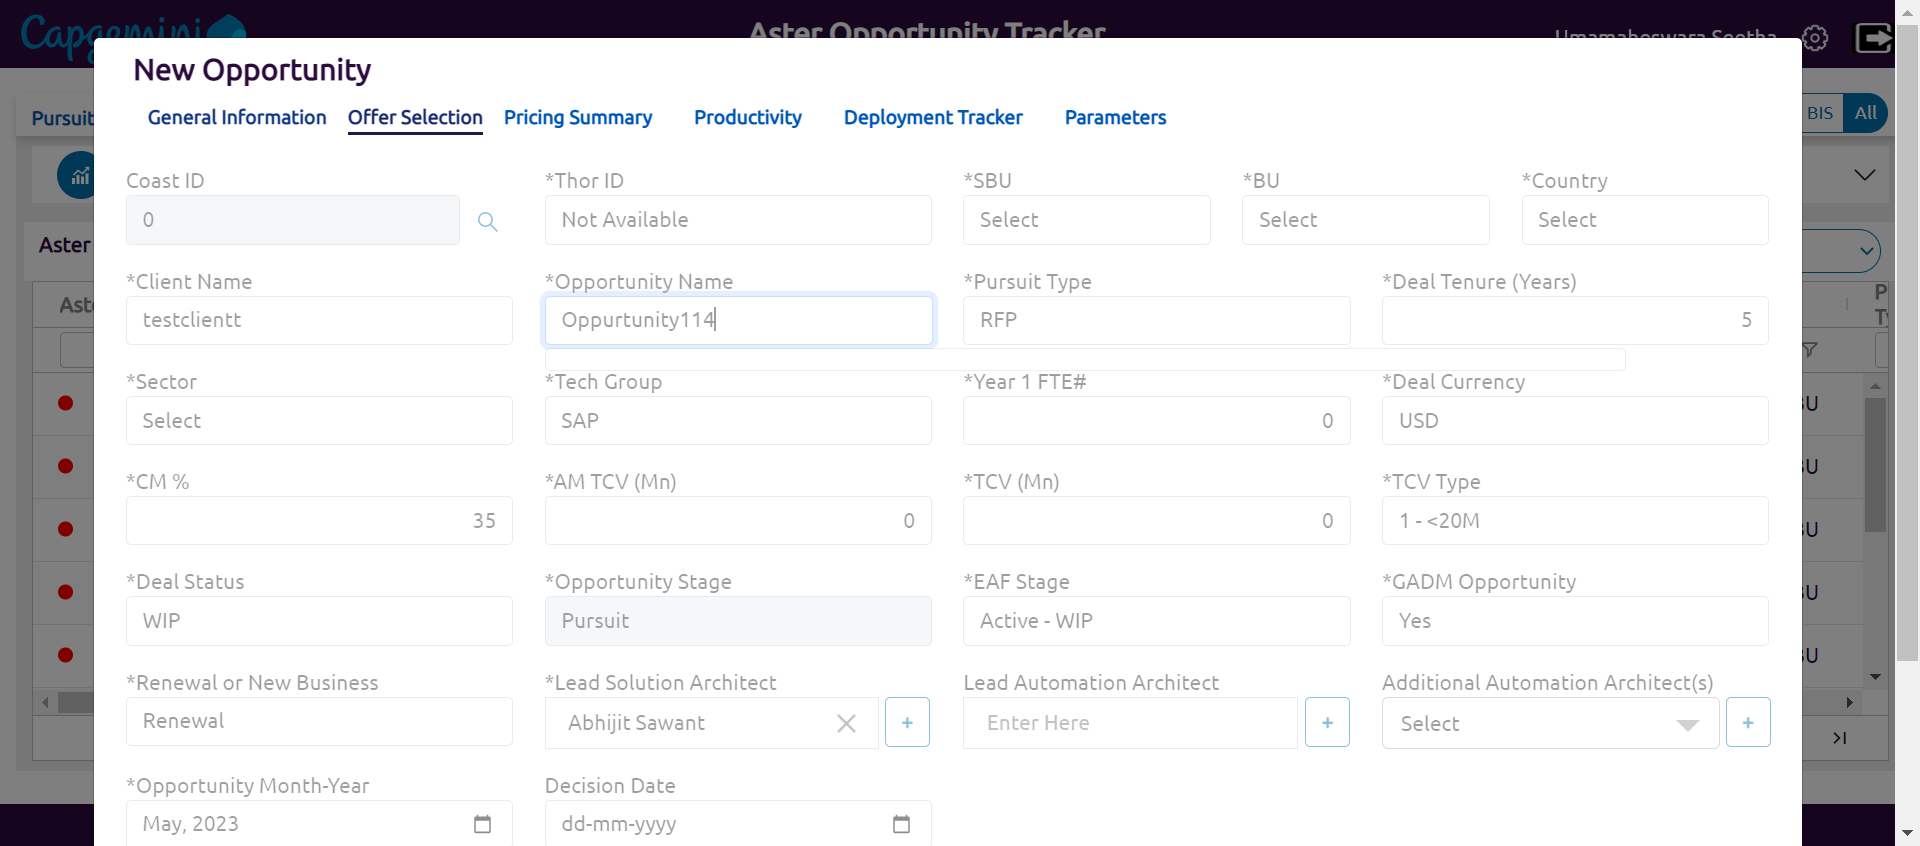 Capgemini
Aster Opportunity Tracker
Umamaheswara Seetha
New Opportunity
General Information Offer Selection Pricing Summary Productivity Deployment Tracker Parameters
Pursuit
BIS All
Coast ID *Thor ID *SBU *BU *Country
0 Not Available Select Select Select
Aster
*Client Name *Opportunity Name *Pursuit Type *Deal Tenure (Years)
testclientt Oppurtunity114 RFP 5
*Sector *Tech Group *Year 1 FTE# *Deal Currency
Select SAP 0 USD
*CM % *AM TCV (Mn) *TCV (Mn) *TCV Type
35 0 0 1 - <20M
*Deal Status *Opportunity Stage *EAF Stage *GADM Opportunity
WIP Pursuit Active - WIP Yes
*Renewal or New Business *Lead Solution Architect Lead Automation Architect Additional Automation Architect(s)
Renewal Abhijit Sawant + Enter Here + Select +
*Opportunity Month-Year Decision Date
May, 2023 dd-mm-yyyy